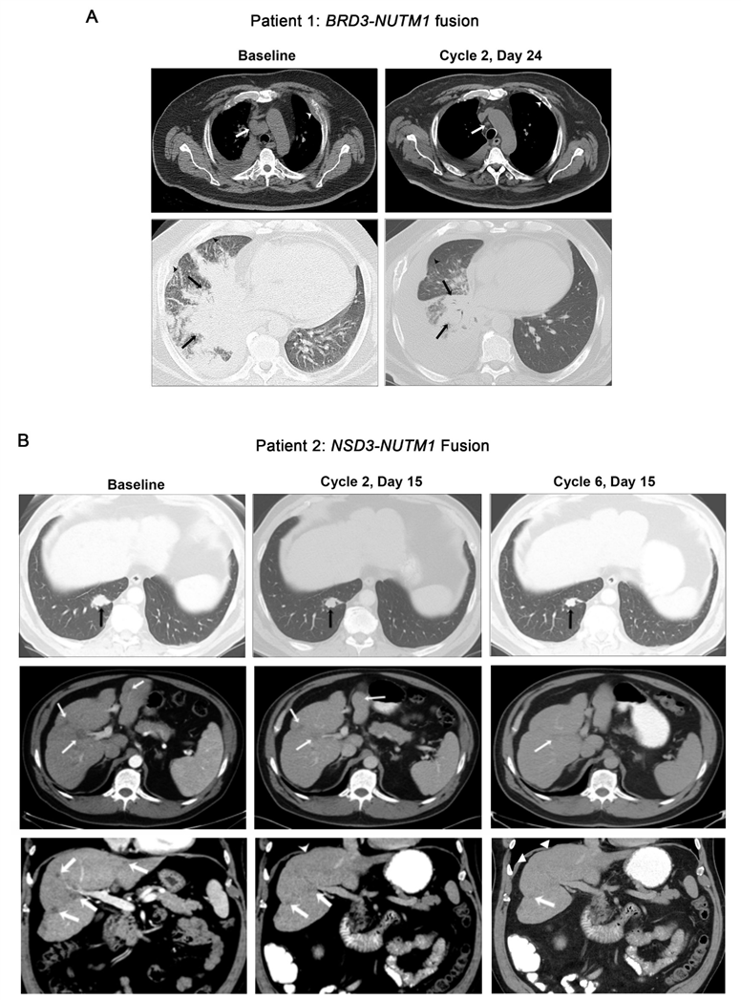 A
Patient 1: BRD3-NUTM1 fusion
Baseline
Cycle 2, Day 24
B
Patient 2: NSD3-NUTM1 Fusion
Baseline
Cycle 2, Day 15
Cycle 6, Day 15